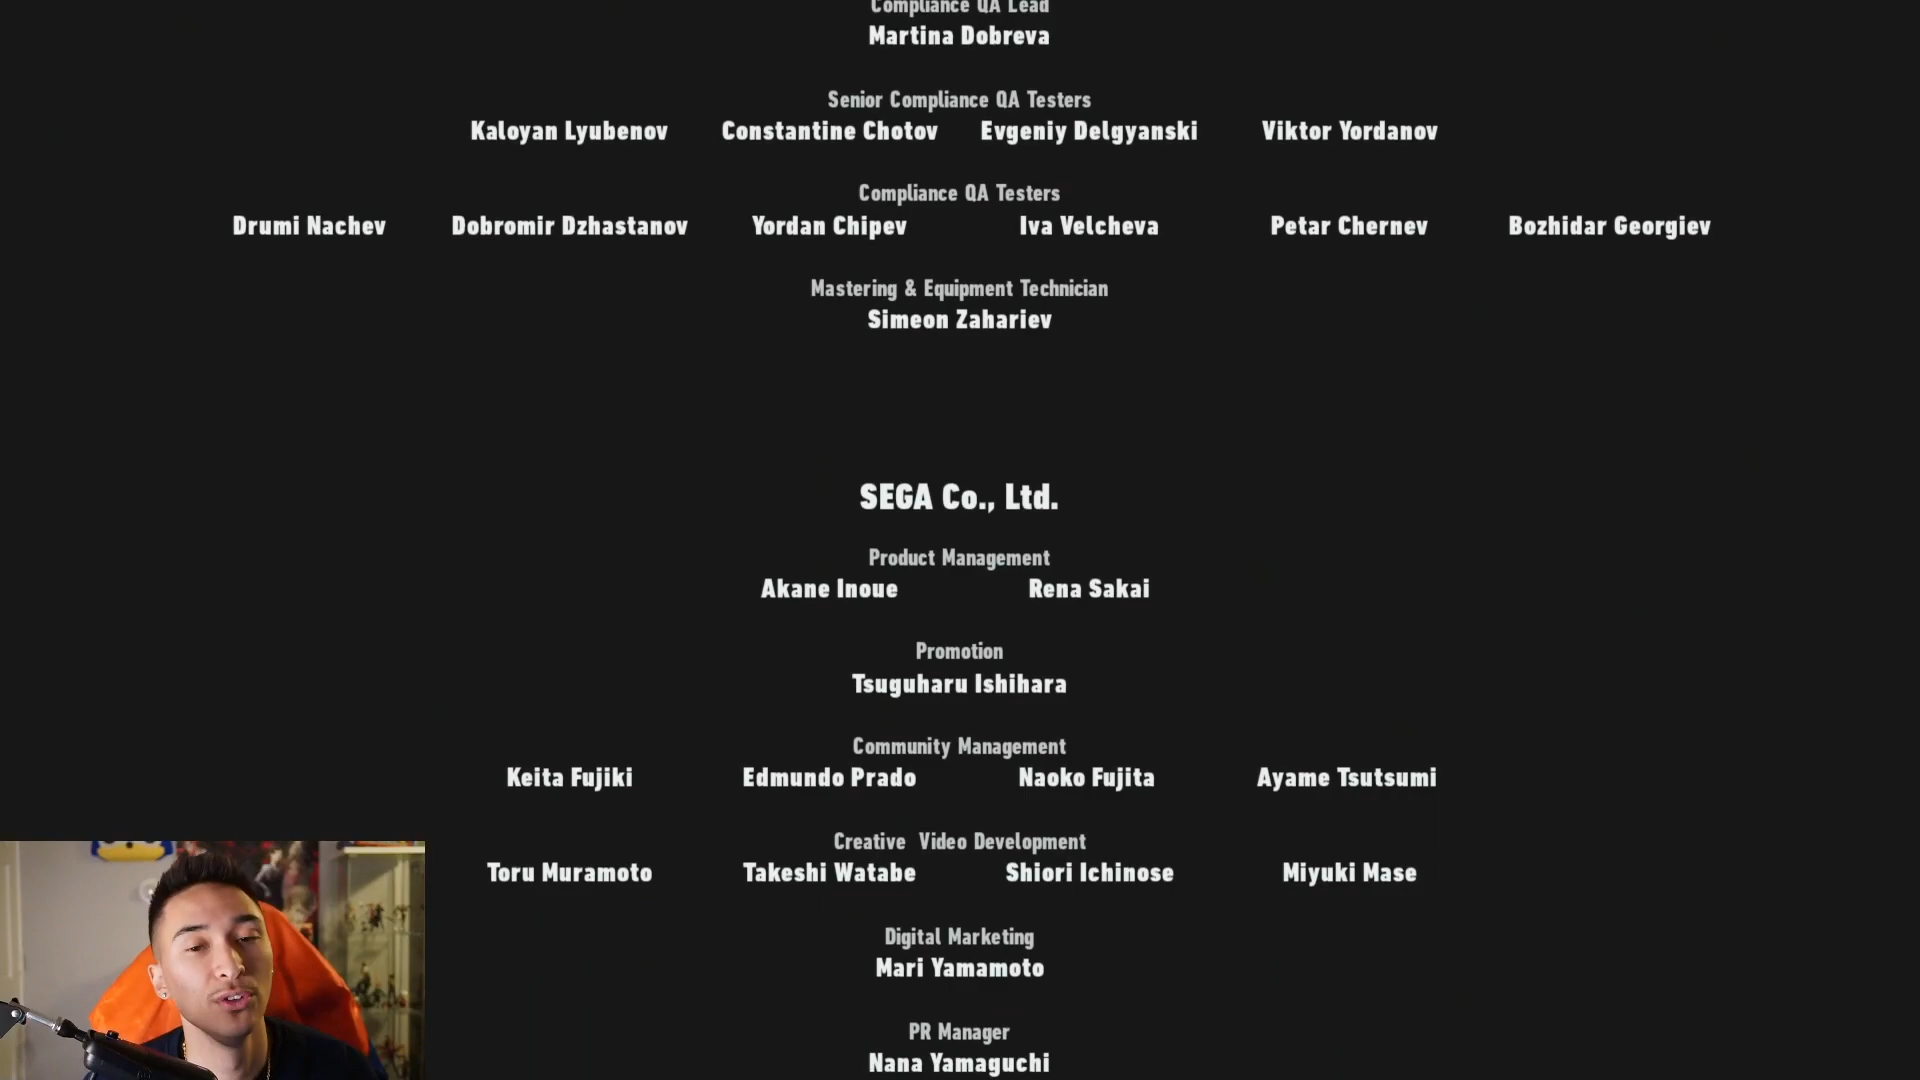 Compliance QA Lead
Martina Dobreva
Senior Compliance QA Testers
Kaloyan Lyubenov Constantine Chotov Evgeniy Delgyanski Viktor Yordanov
Compliance QA Testers
Drumi Nachev Dobromir Dzhastanov Yordan Chipev Iva Velcheva Petar Chernev Bozhidar Georgiev
Mastering & Equipment Technician
Simeon Zahariev
SEGA Co., Ltd.
Product Management
Akane Inoue Rena Sakai
Promotion
Tsuguharu Ishihara
Community Management
Keita Fujiki Edmundo Prado Naoko Fujita Ayame Tsutsumi
Creative Video Development
Toru Muramoto Takeshi Watabe Shiori Ichinose Miyuki Mase
Digital Marketing
Mari Yamamoto
PR Manager
Nana Yamaguchi